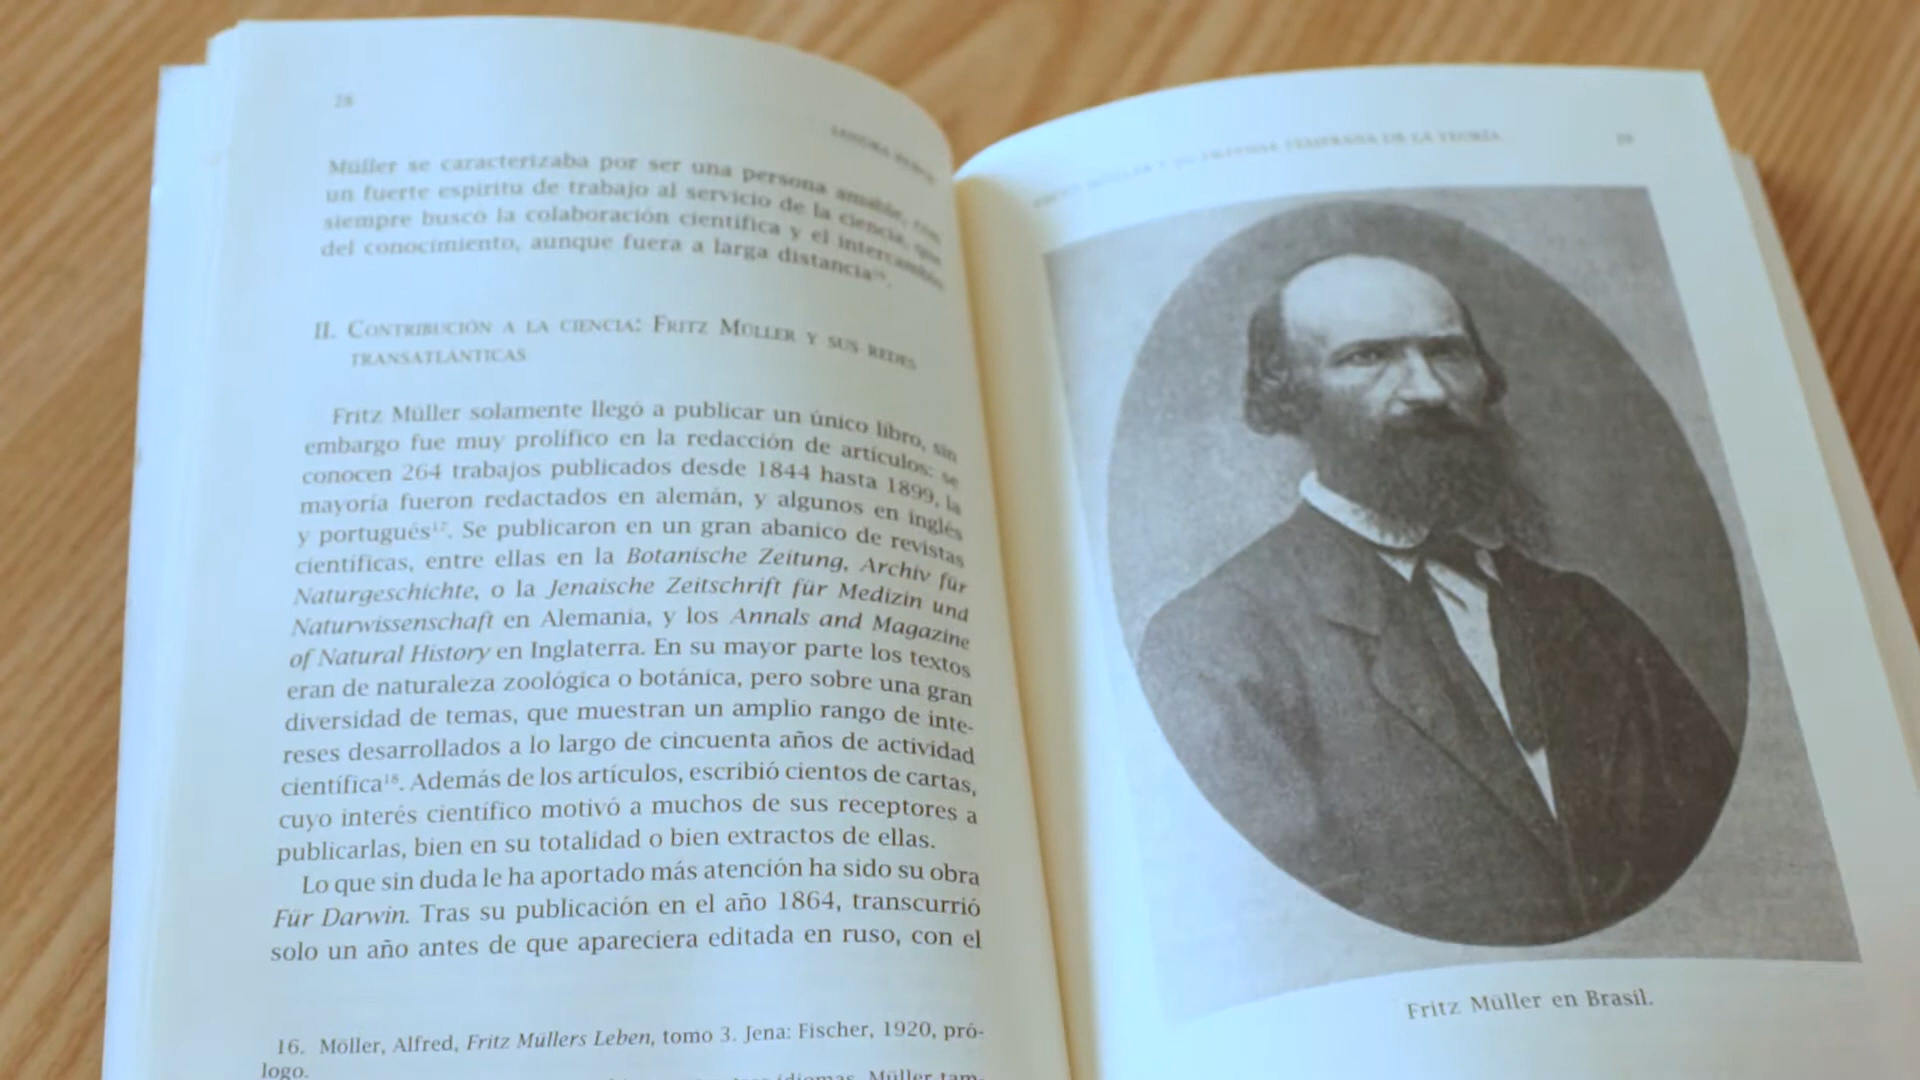 28
Müller se caracterizaba por ser una persona amable, con
un fuerte espíritu de trabajo al servicio de la ciencia, que
siempre buscó la colaboración científica y el intercambio
del conocimiento, aunque fuera a larga distancia¹⁶.
II. Contribución a la ciencia: Fritz Müller y sus redes
transatlánticas
Fritz Müller solamente llegó a publicar un único libro, sin
embargo fue muy prolífico en la redacción de artículos: se
conocen 264 trabajos publicados desde 1844 hasta 1899, la
mayoría fueron redactados en alemán, y algunos en inglés
y portugués¹⁷. Se publicaron en un gran abanico de revistas
científicas, entre ellas en la Botanische Zeitung, Archiv für
Naturgeschichte, o la Jenaische Zeitschrift für Medizin und
Naturwissenschaft en Alemania, y los Annals and Magazine
of Natural History en Inglaterra. En su mayor parte los textos
eran de naturaleza zoológica o botánica, pero sobre una gran
diversidad de temas, que muestran un amplio rango de inte-
reses desarrollados a lo largo de cincuenta años de actividad
científica¹⁸. Además de los artículos, escribió cientos de cartas,
cuyo interés científico motivó a muchos de sus receptores a
publicarlas, bien en su totalidad o bien extractos de ellas.
Lo que sin duda le ha aportado más atención ha sido su obra
Für Darwin. Tras su publicación en el año 1864, transcurrió
solo un año antes de que apareciera editada en ruso, con el
16. Möller, Alfred, Fritz Müllers Leben, tomo 3. Jena: Fischer, 1920, pró-
logo.
idiomas, Müller tam-
TEMPRANA DE LA TEORÍA
Fritz Müller en Brasil.